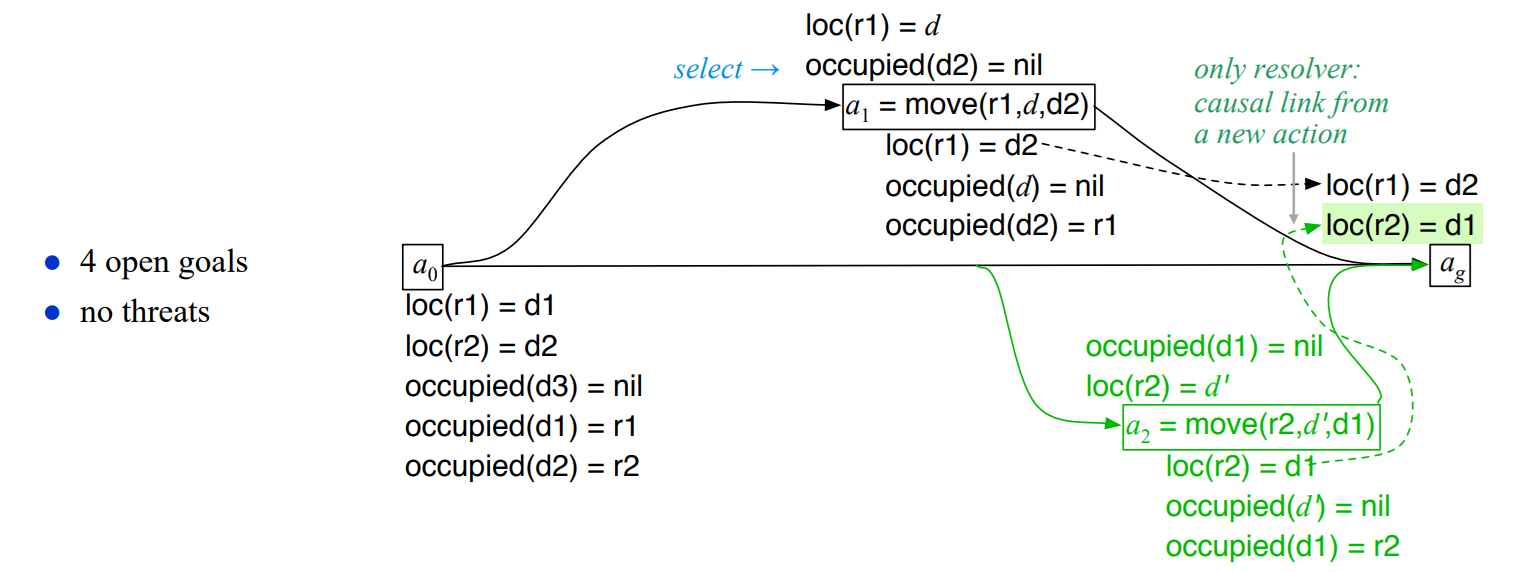 ● 4 open goals
● no threats
loc(r1) = d
select → occupied(d2) = nil
a₁ = move(r1,d,d2)
loc(r1) = d2
occupied(d) = nil
occupied(d2) = r1
only resolver:
causal link from
a new action
loc(r1) = d2
loc(r2) = d1
a₀
a_g
loc(r1) = d1
loc(r2) = d2
occupied(d3) = nil
occupied(d1) = r1
occupied(d2) = r2
occupied(d1) = nil
loc(r2) = d'
a₂ = move(r2,d',d1)
loc(r2) = d1
occupied(d') = nil
occupied(d1) = r2